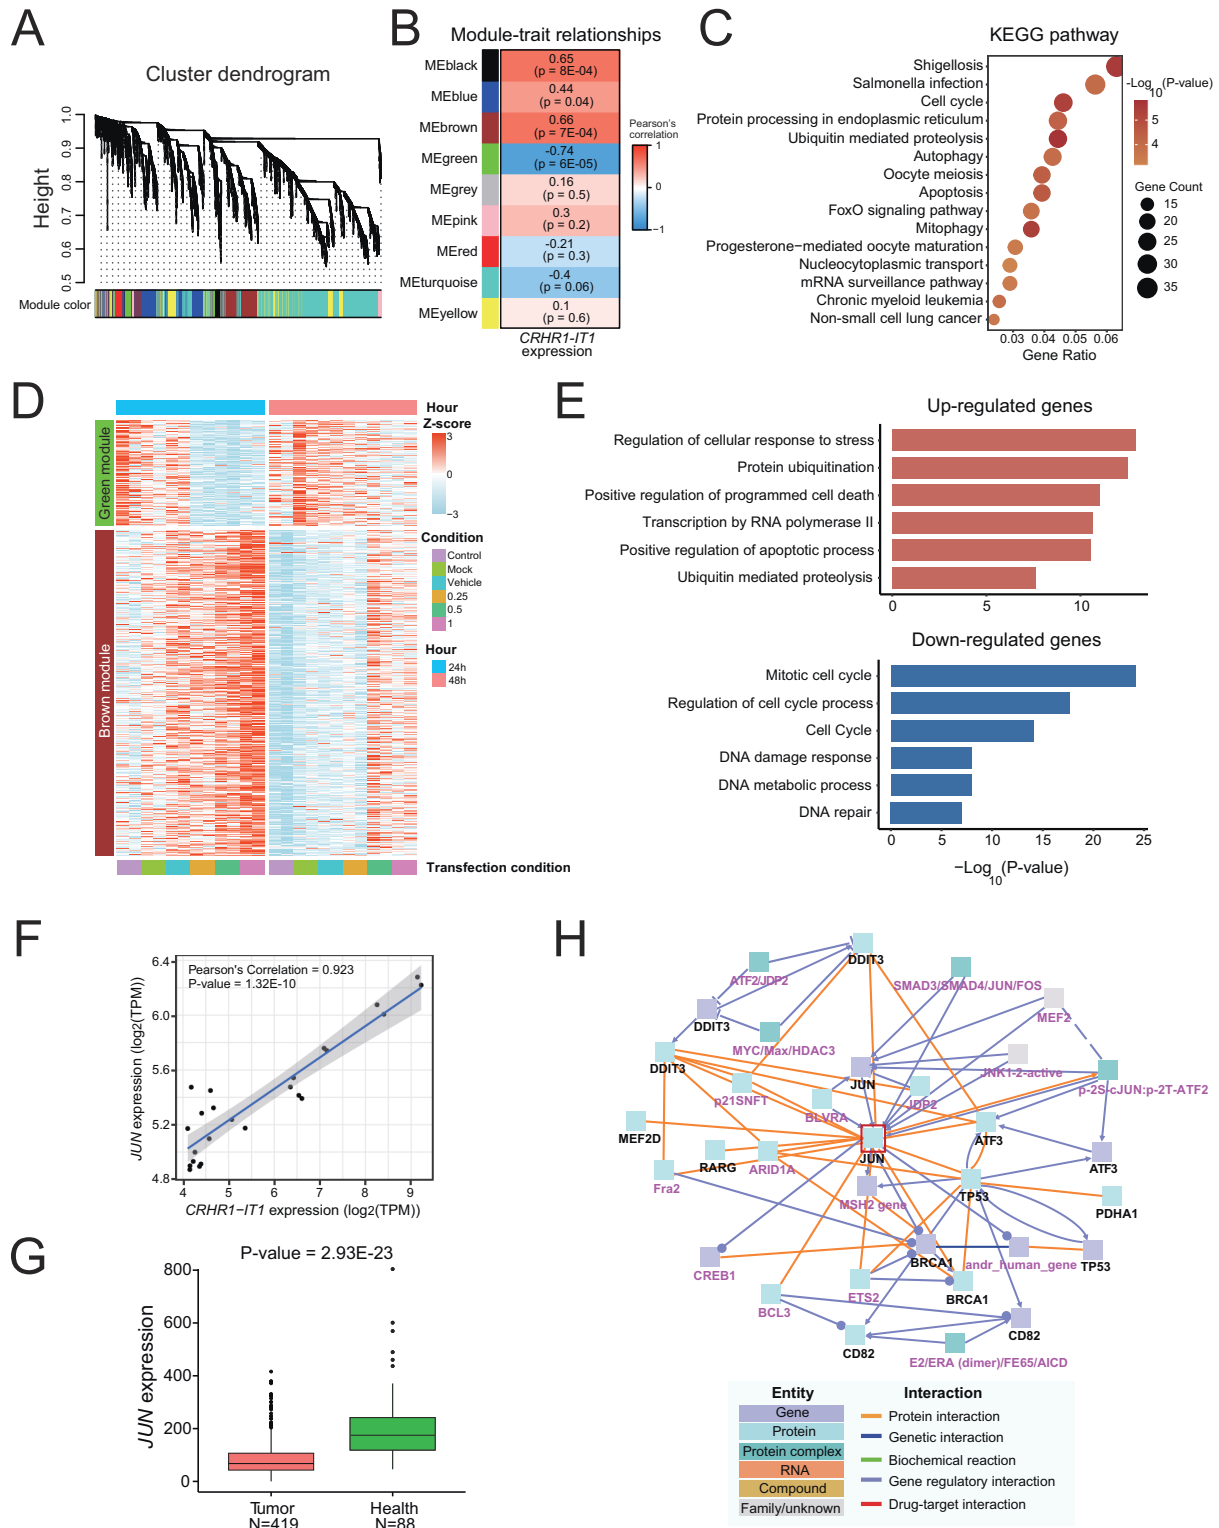 A
Cluster dendrogram
Height
1.0
0.9
0.8
0.7
0.6
0.5
Module color
B
Module-trait relationships
MEblack
0.65
(p = 8E-04)
MEblue
0.44
(p = 0.04)
MEbrown
0.66
(p = 7E-04)
MEgreen
-0.74
(p = 6E-05)
MEgrey
0.16
(p = 0.5)
MEpink
0.3
(p = 0.2)
MEred
-0.21
(p = 0.3)
MEturquoise
-0.4
(p = 0.06)
MEyellow
0.1
(p = 0.6)
CRHR1-IT1
expression
Pearson's
correlation
1
0
−1
C
KEGG pathway
Shigellosis
Salmonella infection
Cell cycle
Protein processing in endoplasmic reticulum
Ubiquitin mediated proteolysis
Autophagy
Oocyte meiosis
Apoptosis
FoxO signaling pathway
Mitophagy
Progesterone−mediated oocyte maturation
Nucleocytoplasmic transport
mRNA surveillance pathway
Chronic myeloid leukemia
Non-small cell lung cancer
0.03 0.04 0.05 0.06
Gene Ratio
-Log10(P-value)
5
4
Gene Count
15
20
25
30
35
D
Green module
Brown module
Hour
Z-score
3
0
−3
Condition
Control
Mock
Vehicle
0.25
0.5
1
Hour
24h
48h
Transfection condition
E
Up-regulated genes
Regulation of cellular response to stress
Protein ubiquitination
Positive regulation of programmed cell death
Transcription by RNA polymerase II
Positive regulation of apoptotic process
Ubiquitin mediated proteolysis
0 5 10
Down-regulated genes
Mitotic cell cycle
Regulation of cell cycle process
Cell Cycle
DNA damage response
DNA metabolic process
DNA repair
0 5 10 15 20 25
−Log10(P-value)
F
Pearson's Correlation = 0.923
P-value = 1.32E-10
JUN expression (log2(TPM))
6.4
6.0
5.6
5.2
4.8
4 5 6 7 8 9
CRHR1−IT1 expression (log2(TPM))
G
P-value = 2.93E-23
JUN expression
800
600
400
200
0
Tumor
N=419
Health
N=88
H
DDIT3
ATF2/JDP2
SMAD3/SMAD4/JUN/FOS
MEF2
DDIT3
MYC/Max/HDAC3
DDIT3
JUN
JNK1-2-active
p-2S-cJUN:p-2T-ATF2
p21SNFT
JDP2
BLVRA
MEF2D
ATF3
JUN
RARG
ARID1A
ATF3
Fra2
TP53
MSH2 gene
PDHA1
CREB1
BRCA1
andr_human_gene
TP53
ETS2
BRCA1
BCL3
CD82
CD82
E2/ERA (dimer)/FE65/AICD
Entity
Gene
Protein
Protein complex
RNA
Compound
Family/unknown
Interaction
Protein interaction
Genetic interaction
Biochemical reaction
Gene regulatory interaction
Drug-target interaction